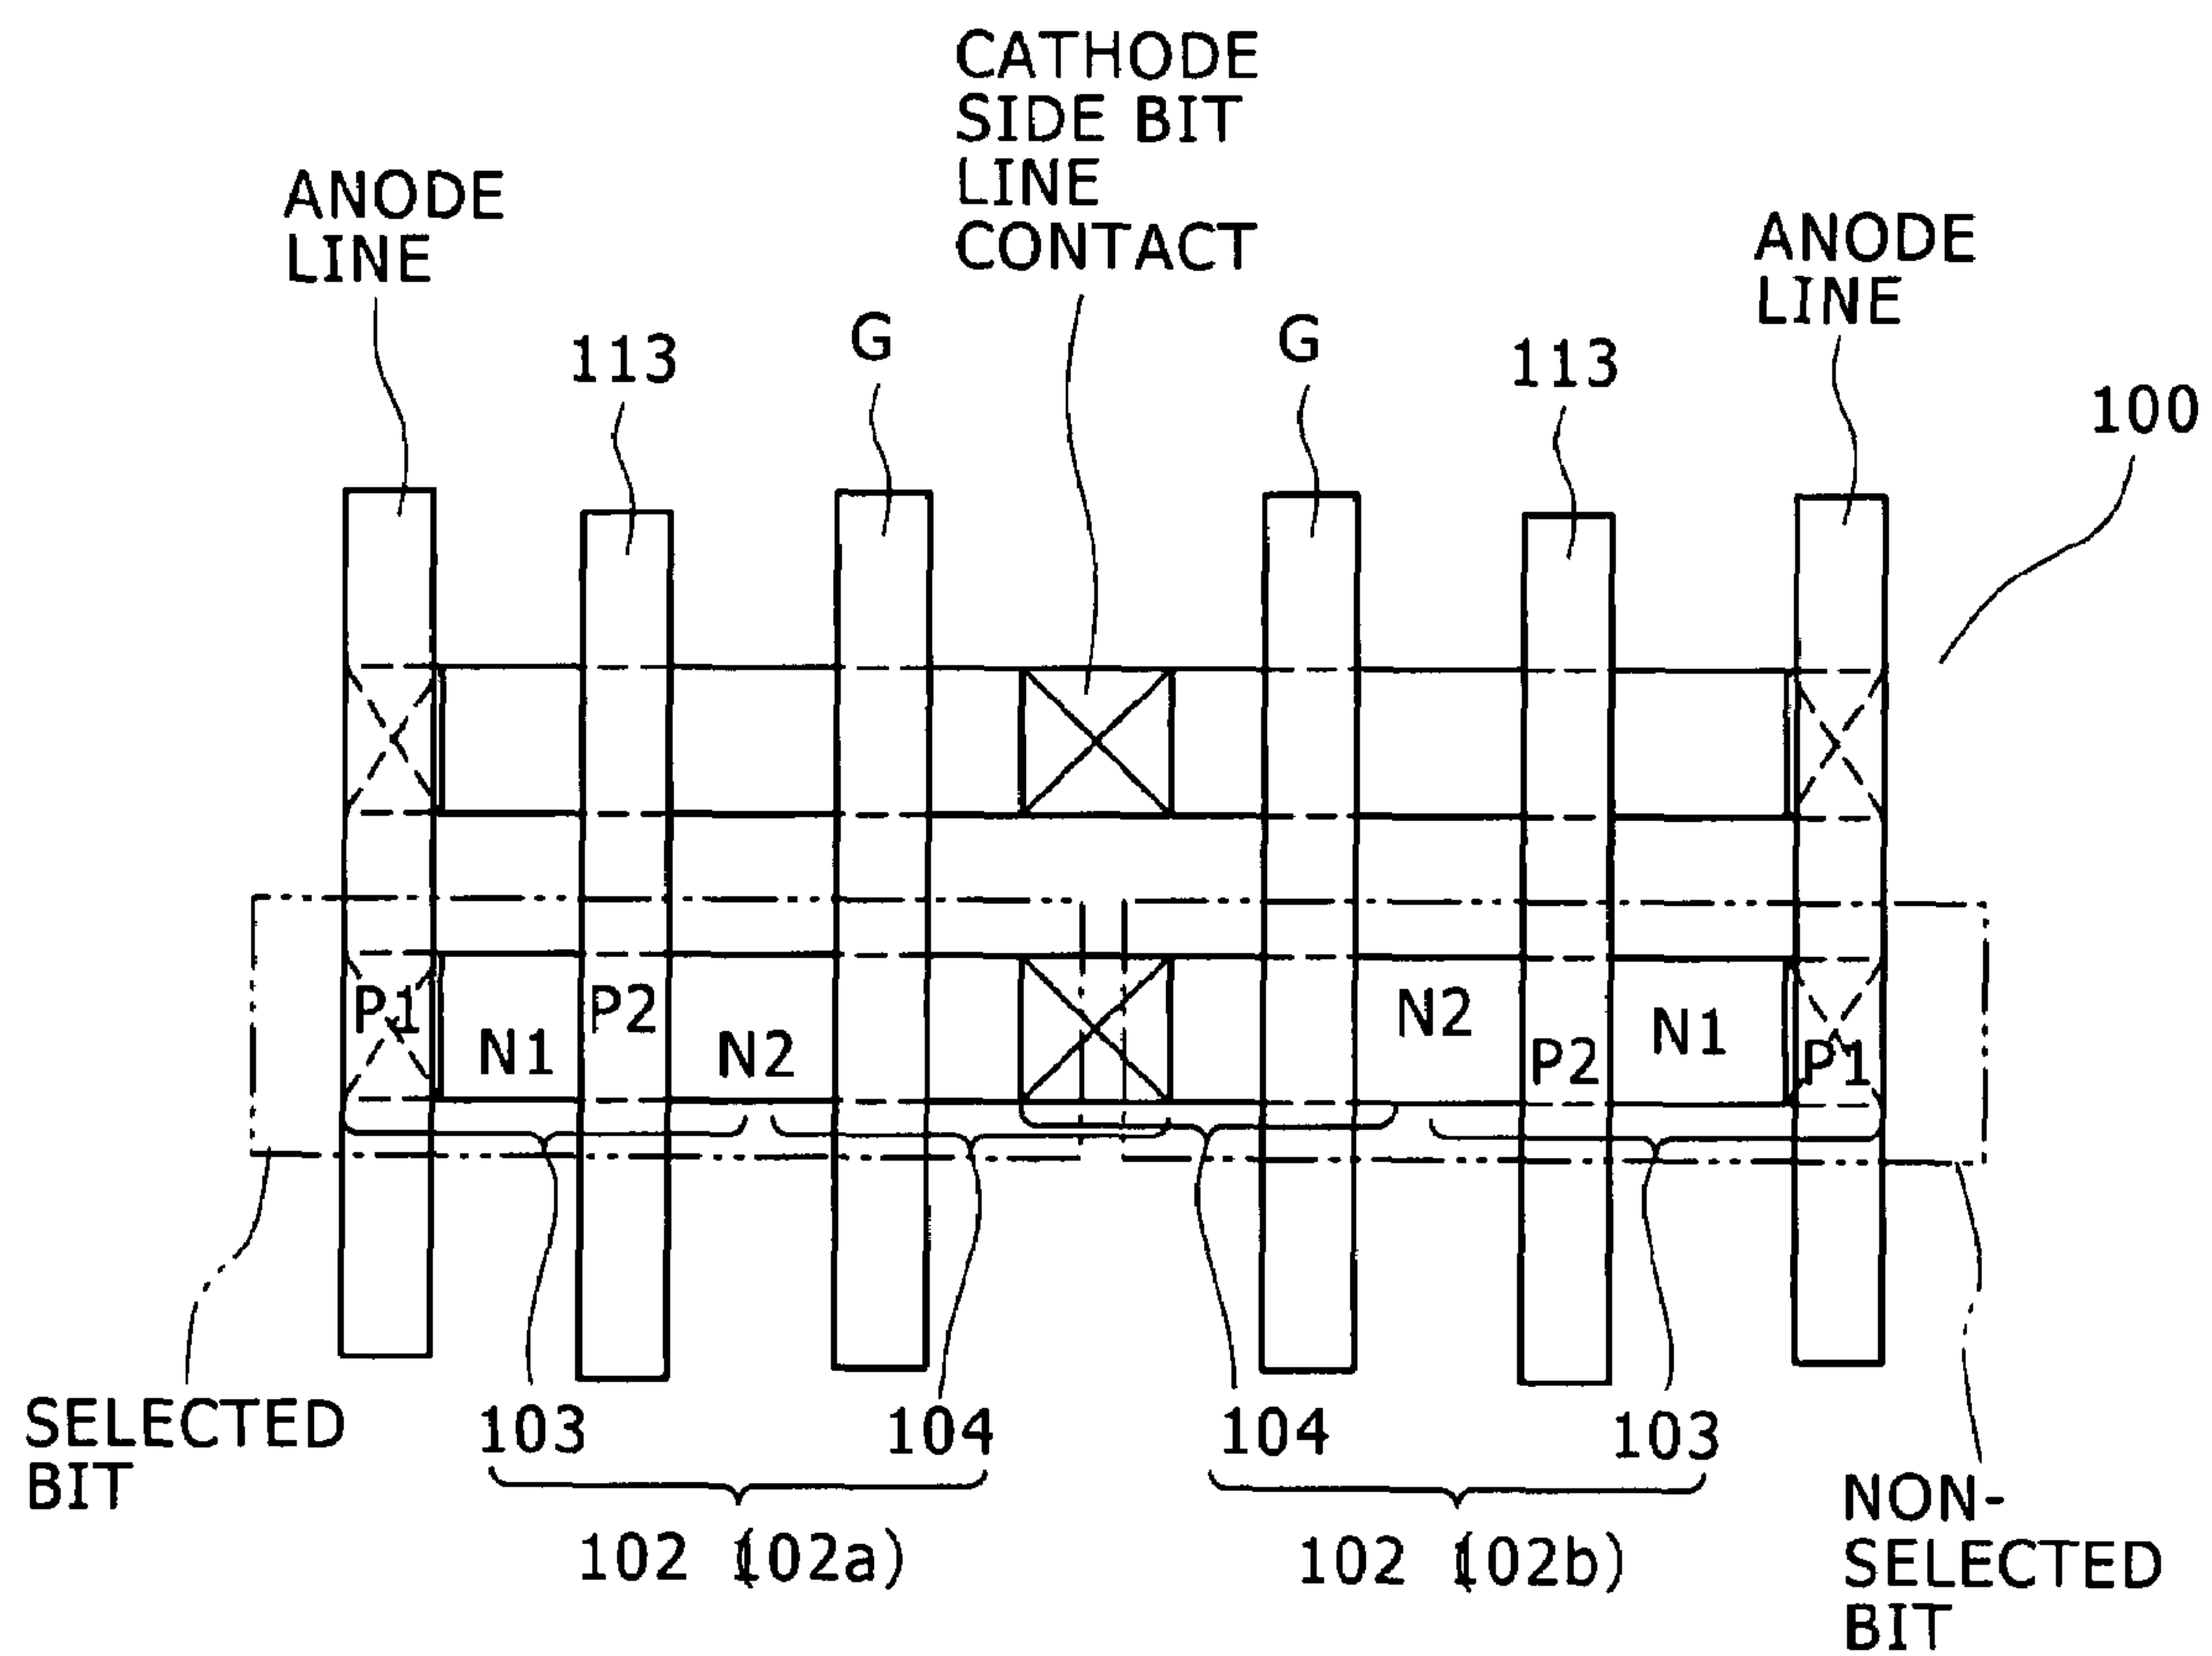 CATHODE
SIDE BIT
LINE
CONTACT
ANODE
LINE
ANODE
LINE
113
G
G
113
100
P1
N1
P2
N2
N2
P2
N1
P1
SELECTED
BIT
103
104
104
103
NON-
SELECTED
BIT
102 (102a)
102 (102b)